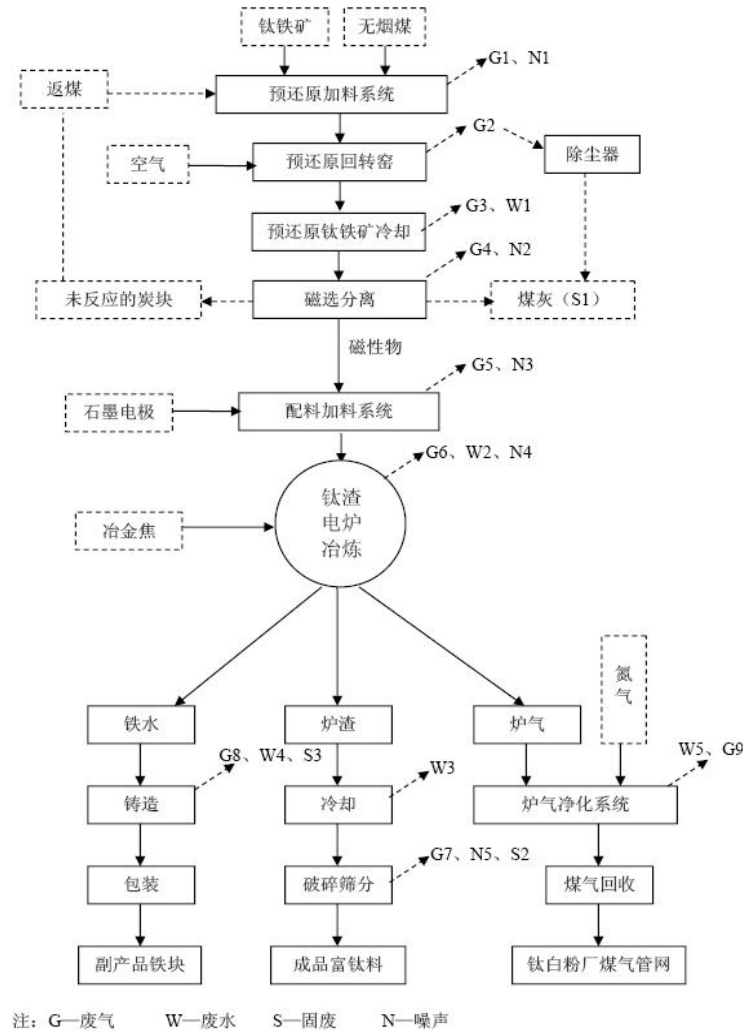 钛铁矿
无烟煤
G1、N1
返煤
预还原加料系统
G2
空气
预还原回转窑
除尘器
G3、W1
预还原钛铁矿冷却
G4、N2
未反应的炭块
磁选分离
煤灰（S1）
磁性物
G5、N3
石墨电极
配料加料系统
G6、W2、N4
钛渣
电炉
冶炼
冶金焦
氮
气
铁水
炉渣
炉气
G8、W4、S3
W3
W5、G9
铸造
冷却
炉气净化系统
G7、N5、S2
包装
破碎筛分
煤气回收
副产品铁块
成品富钛料
钛白粉厂煤气管网
注：G—废气 W—废水 S—固废 N—噪声